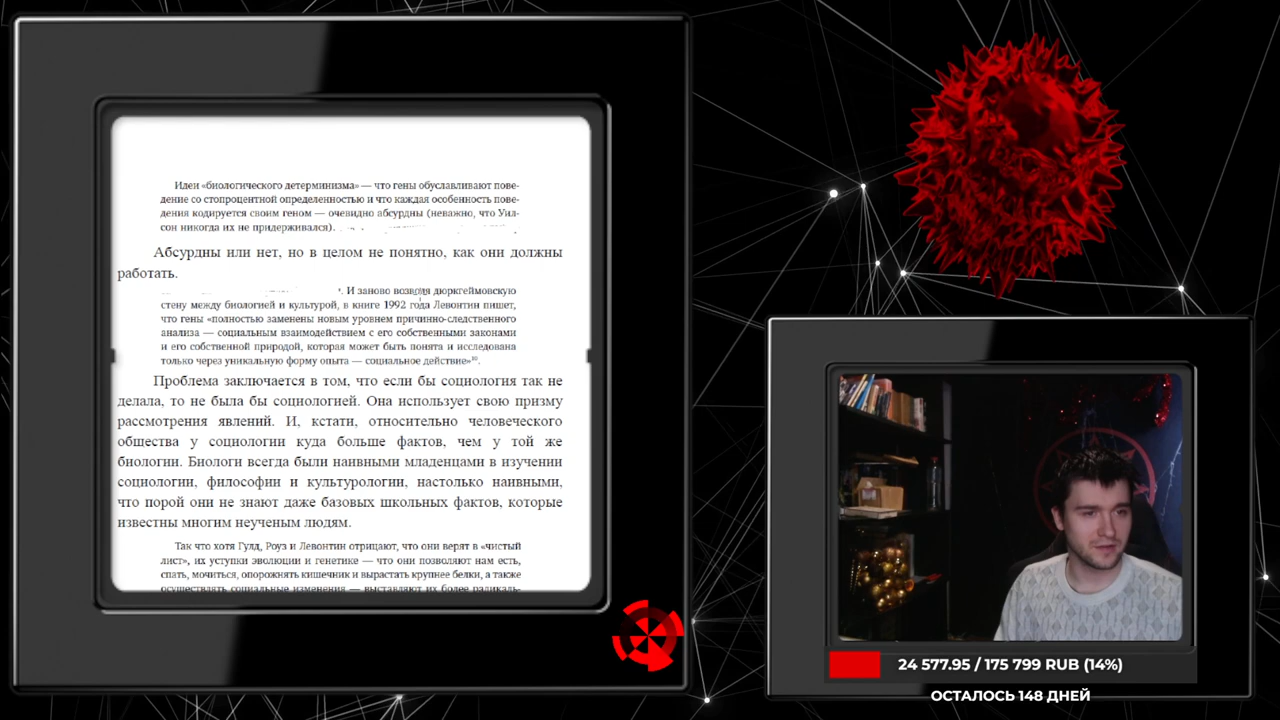 Идеи «биологического детерминизма» — что гены обуславливают пове-
дение со стопроцентной определенностью и что каждая особенность пове-
дения кодируется своим геном — очевидно абсурдны (неважно, что Уил-
сон никогда их не придерживался).
Абсурдны или нет, но в целом не понятно, как они должны
работать.
И заново возводя дюркгеймовскую
стену между биологией и культурой, в книге 1992 года Левонтин пишет,
что гены «полностью заменены новым уровнем причинно-следственного
анализа — социальным взаимодействием с его собственными законами
и его собственной природой, которая может быть понята и исследована
только через уникальную форму опыта — социальное действие»¹⁰.
Проблема заключается в том, что если бы социология так не
делала, то не была бы социологией. Она использует свою призму
рассмотрения явлений. И, кстати, относительно человеческого
общества у социологии куда больше фактов, чем у той же
биологии. Биологи всегда были наивными младенцами в изучении
социологии, философии и культурологии, настолько наивными,
что порой они не знают даже базовых школьных фактов, которые
известны многим неученым людям.
Так что хотя Гулд, Роуз и Левонтин отрицают, что они верят в «чистый
лист», их уступки эволюции и генетике — что они позволяют нам есть,
спать, мочиться, опорожнять кишечник и вырастать крупнее белки, а также
осуществлять социальные изменения — выставляют их более радикаль-
24 577.95 / 175 799 RUB (14%)
ОСТАЛОСЬ 148 ДНЕЙ